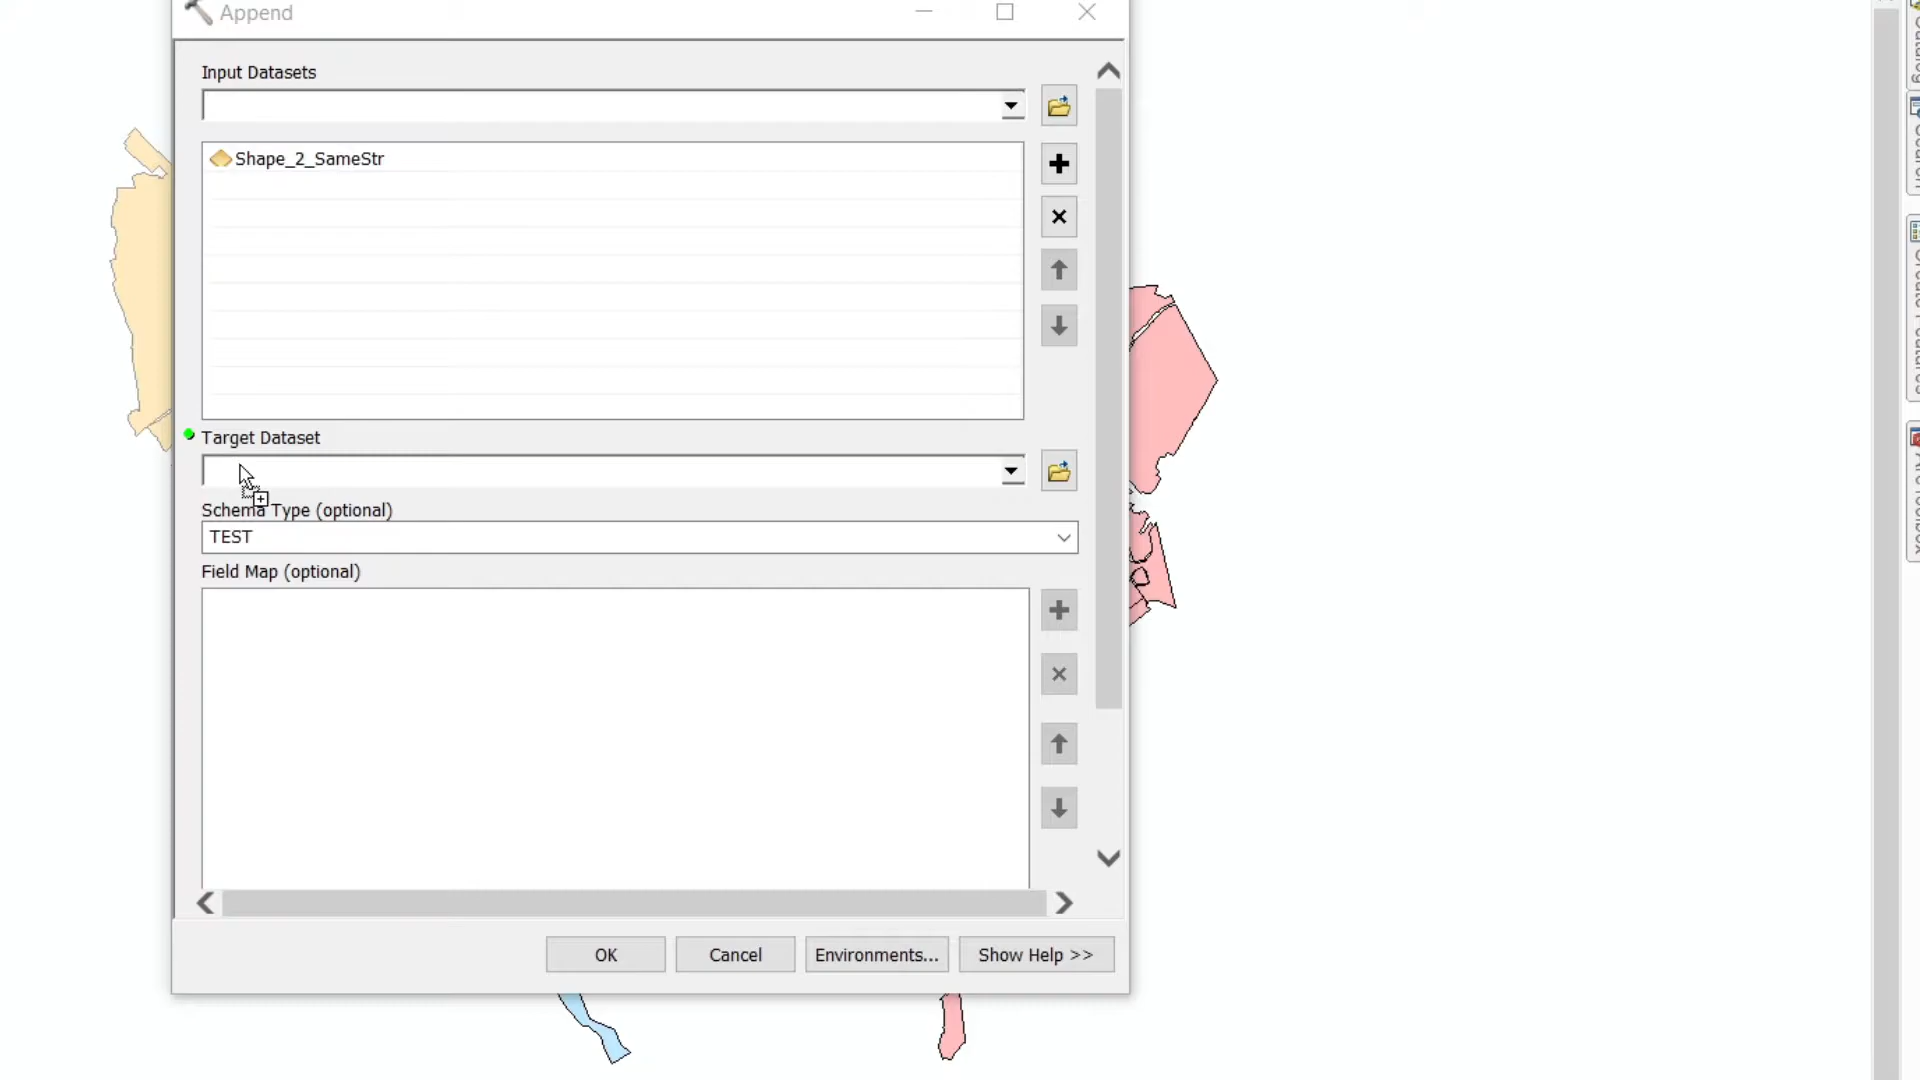 Append
Input Datasets
Shape_2_SameStr
Target Dataset
Schema Type (optional)
TEST
Field Map (optional)
OK
Cancel
Environments...
Show Help >>